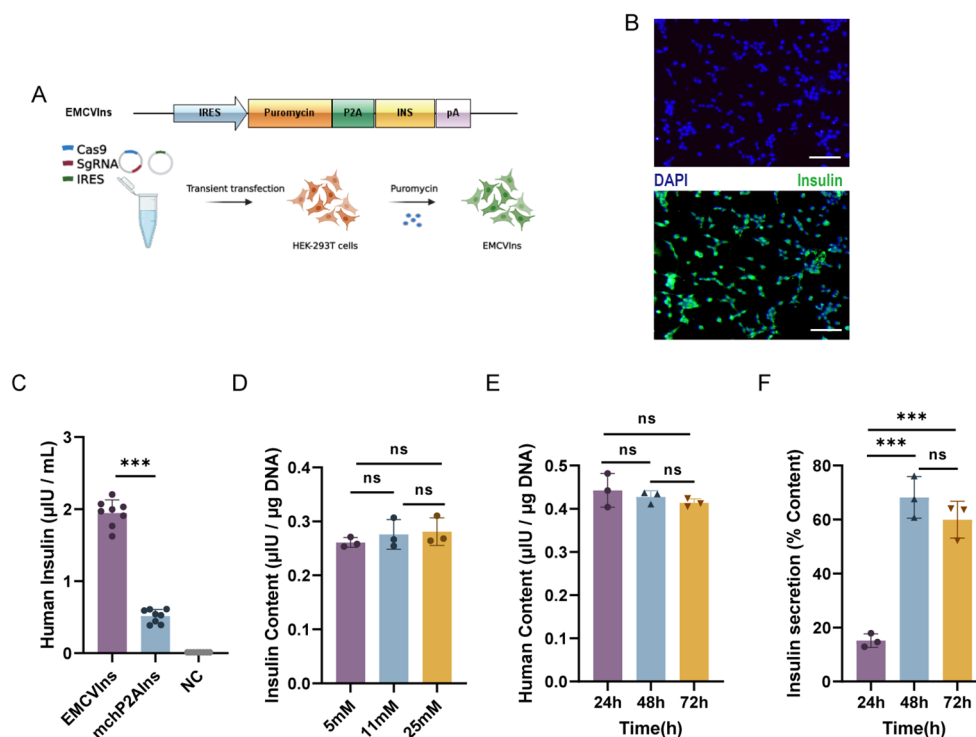 A
EMCVIns
IRES
Puromycin
P2A
INS
pA
Cas9
SgRNA
IRES
Transient transfection
HEK-293T cells
Puromycin
EMCVIns
B
DAPI
Insulin
C
Human Insulin (μIU / mL)
3
2
1
0
***
EMCVIns
mchP2AIns
NC
D
Insulin Content (μIU / μg DNA)
0.4
0.3
0.2
0.1
0.0
ns
ns
ns
5mM
11mM
25mM
E
Human Content (μIU / μg DNA)
0.6
0.5
0.4
0.2
0.0
ns
ns
ns
24h
48h
72h
Time(h)
F
Insulin secretion (% Content)
80
60
40
20
0
***
***
ns
24h
48h
72h
Time(h)